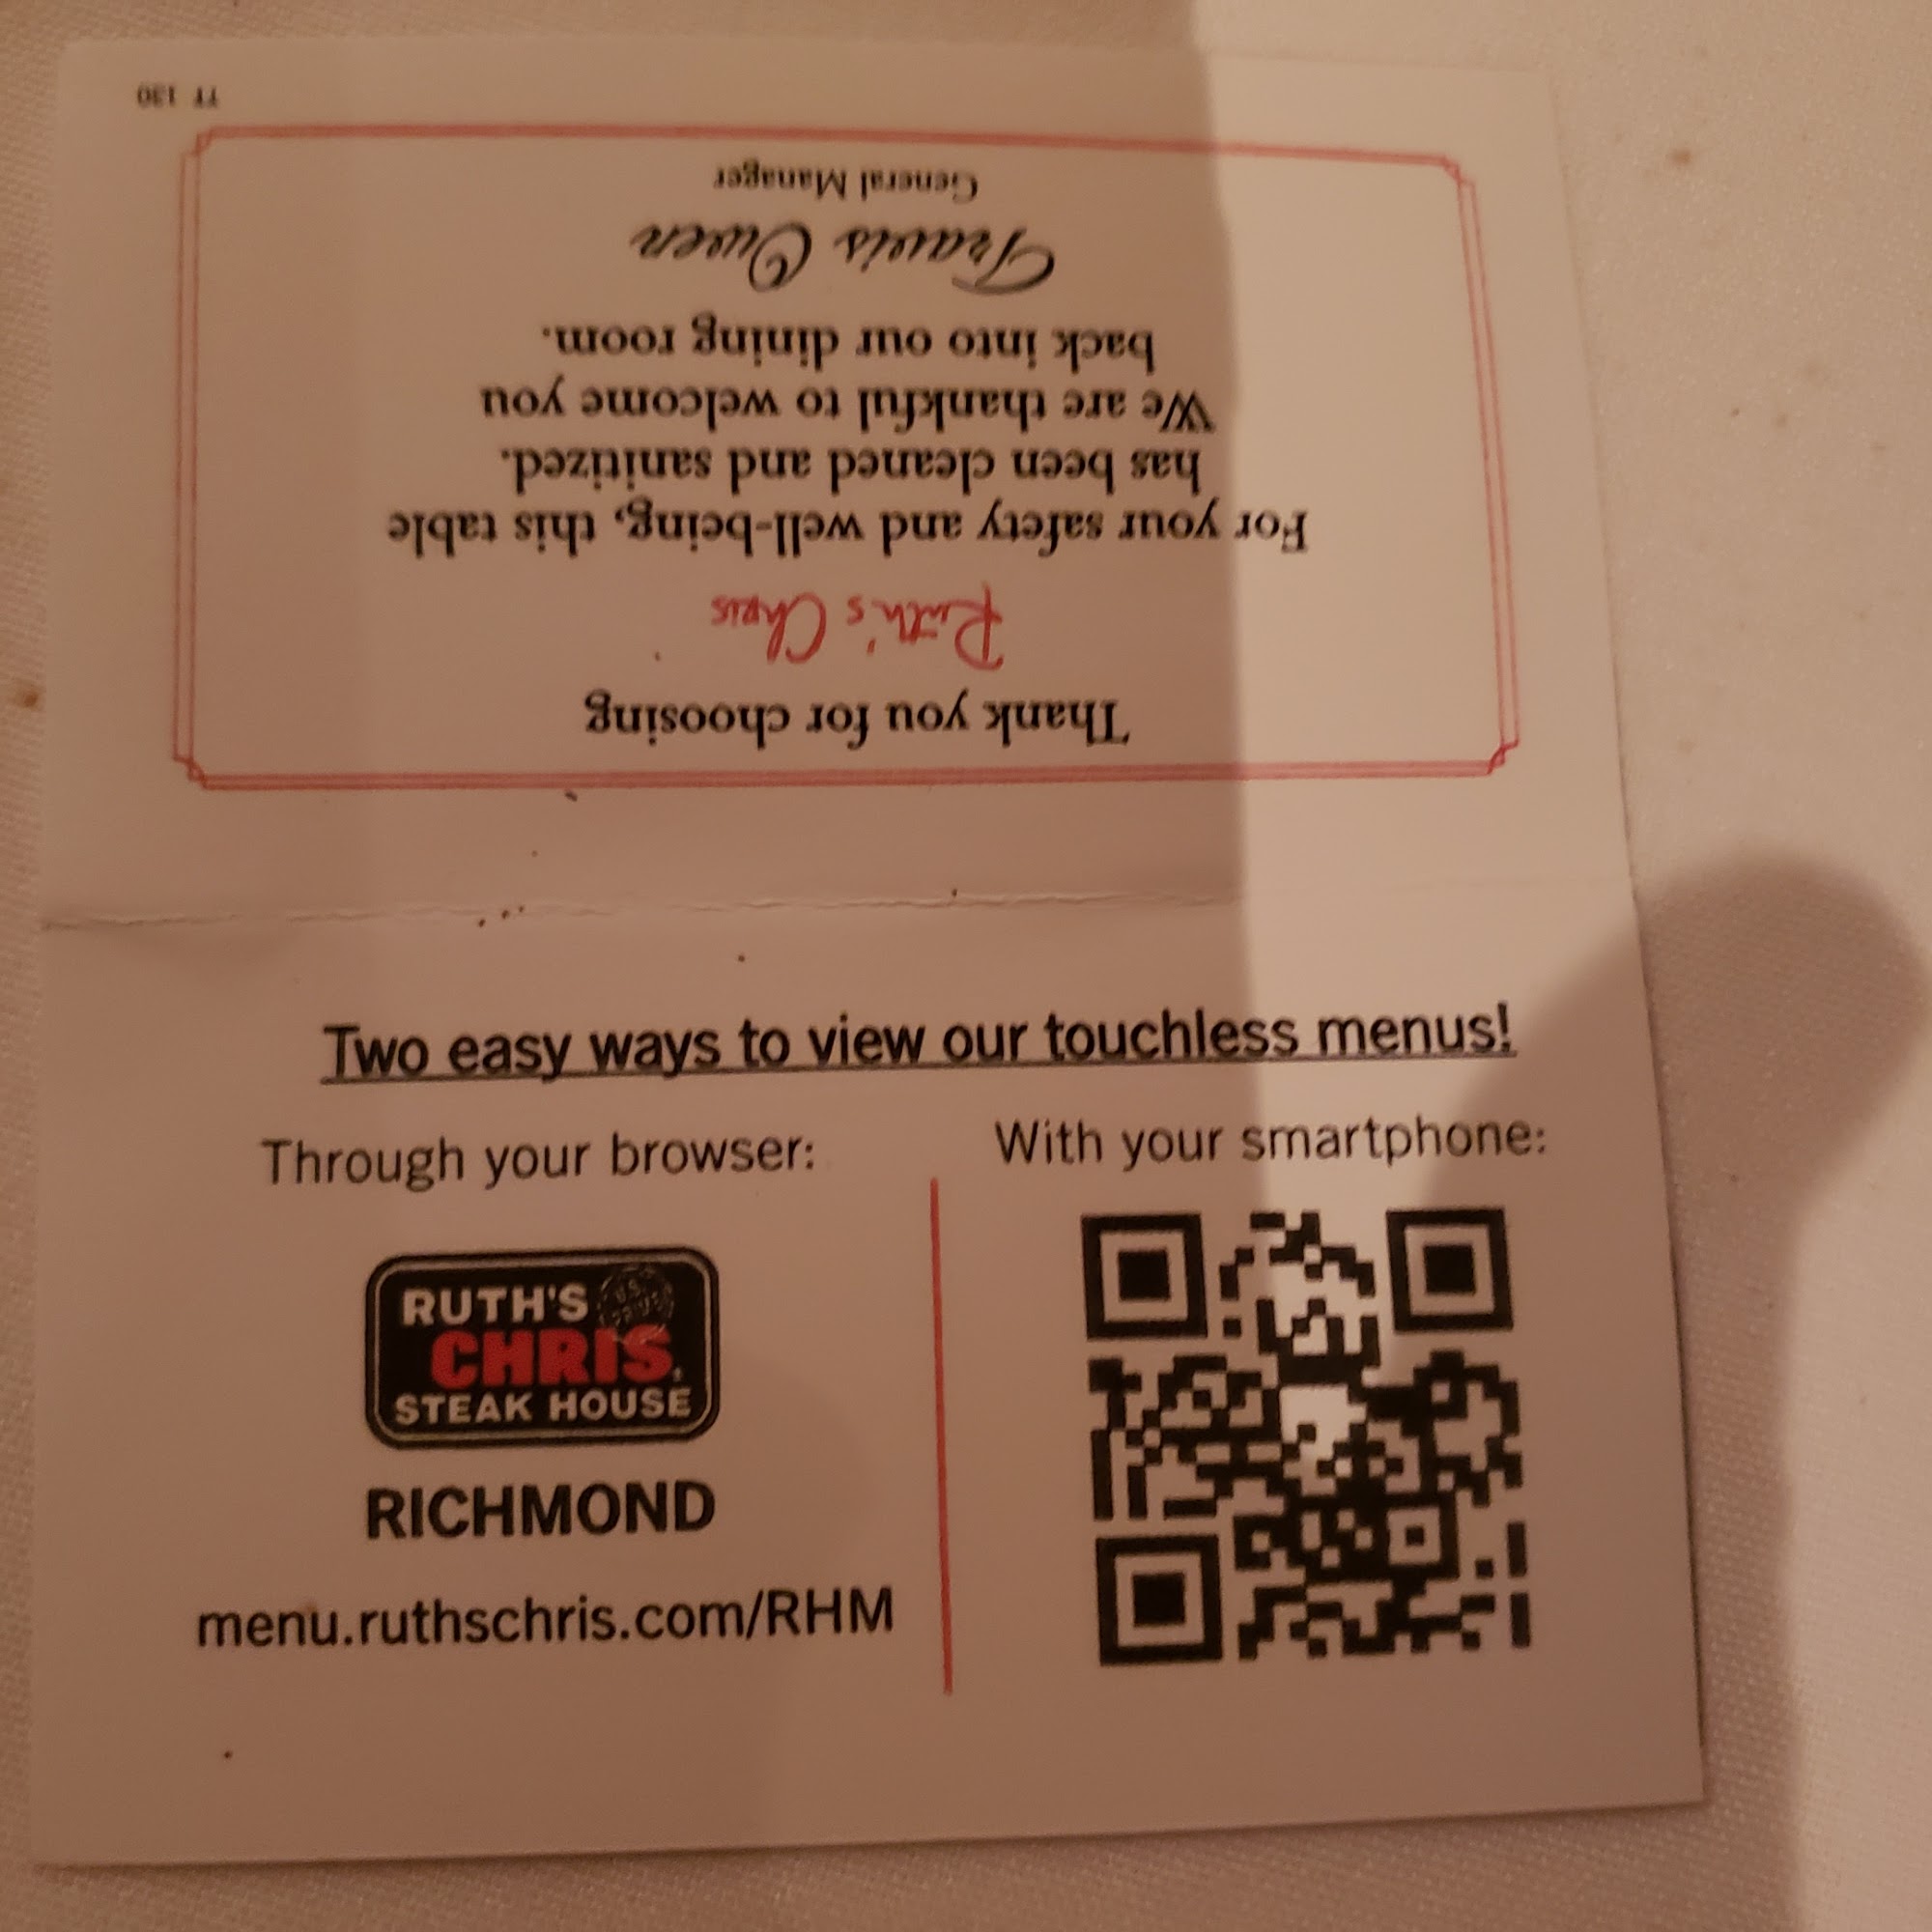 Thank you for choosing
Ruth's Chris
For your safety and well-being, this table
has been cleaned and sanitized.
We are thankful to welcome you
back into our dining room.
Travis Owen
General Manager
TT 130
Two easy ways to view our touchless menus!
Through your browser:
With your smartphone:
RUTH'S
CHRIS
STEAK HOUSE
RICHMOND
menu.ruthschris.com/RHM